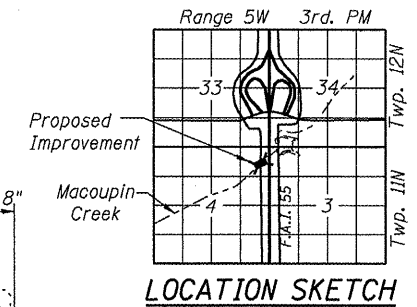 Range 5W 3rd. PM
33
34
Twp. 12N
Proposed
Improvement
Macoupin
Creek
8"
4
F.A.I. 55
3
Twp. 11N
LOCATION SKETCH